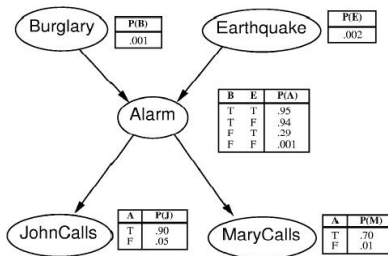 Burglary
P(B)
.001
Earthquake
P(E)
.002
Alarm
B E P(A)
T T .95
T F .94
F T .29
F F .001
JohnCalls
A P(J)
T .90
F .05
MaryCalls
A P(M)
T .70
F .01